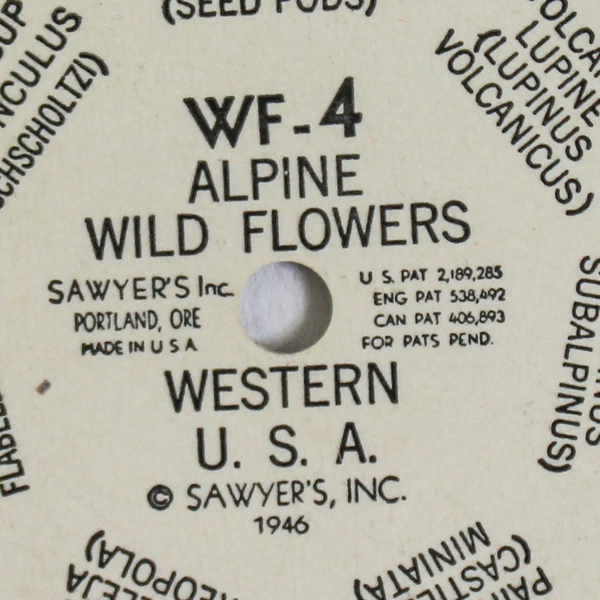 (SEED PODS)
WF-4
ALPINE
WILD FLOWERS
SAWYER'S Inc.
PORTLAND, ORE
MADE IN U S A
U S. PAT 2,189,285
ENG PAT 538,492
CAN PAT 406,893
FOR PATS PEND.
WESTERN
U. S. A.
© SAWYER'S, INC.
1946
LUPINE
(LUPINUS
VOLCANICUS)
SUBALPINUS)
MINIATA)